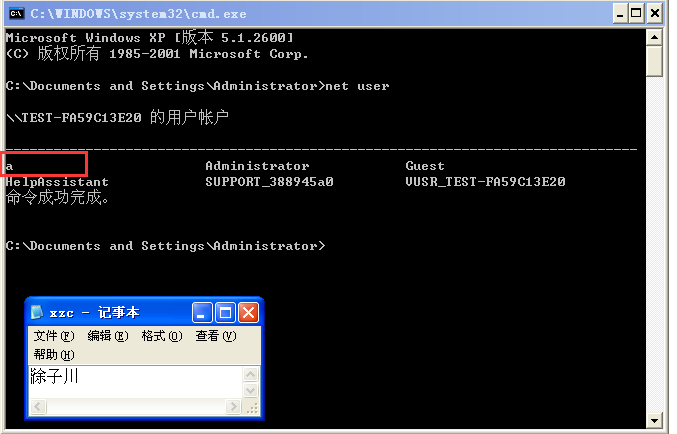 C:\WINDOWS\system32\cmd.exe
Microsoft Windows XP [版本 5.1.2600]
(C) 版权所有 1985-2001 Microsoft Corp.
C:\Documents and Settings\Administrator>net user
\\TEST-FA59C13E20 的用户帐户
-------------------------------------------------------------------------------
a Administrator Guest
HelpAssistant SUPPORT_388945a0 VUSR_TEST-FA59C13E20
命令成功完成。
C:\Documents and Settings\Administrator>
xzc - 记事本
文件(F) 编辑(E) 格式(O) 查看(V)
帮助(H)
涂子川